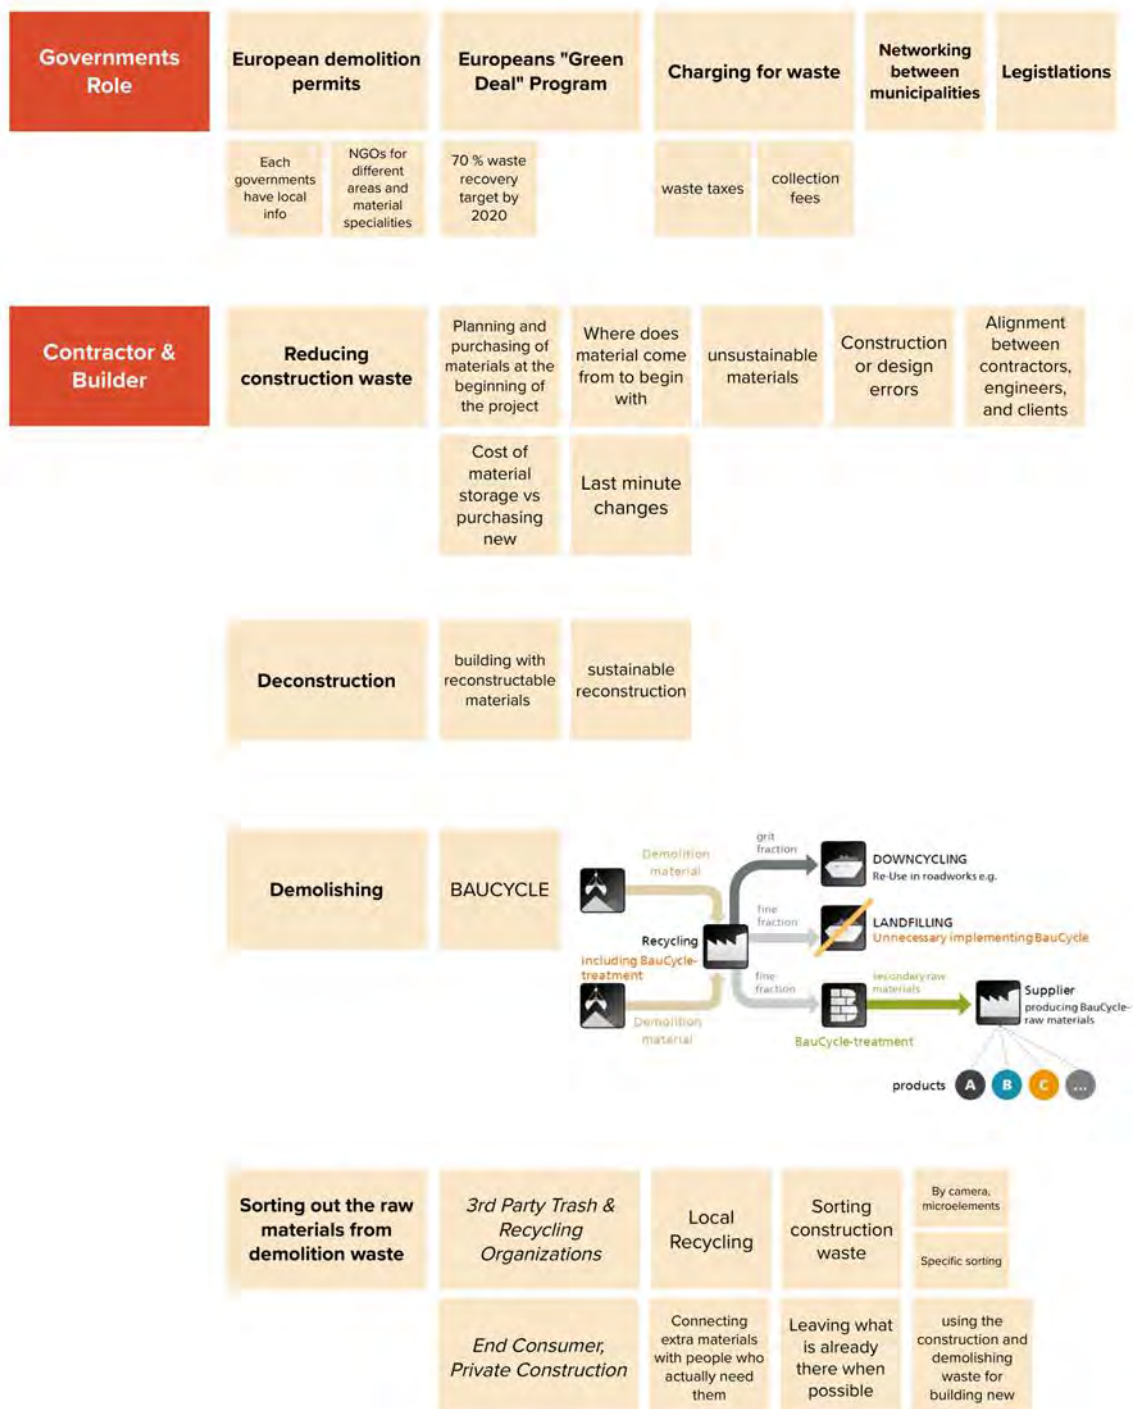 Governments
Role
European demolition
permits
Europeans "Green
Deal" Program
Charging for waste
Networking
between
municipalities
Legistlations
Each
governments
have local
info
NGOs for
different
areas and
material
specialities
70 % waste
recovery
target by
2020
waste taxes
collection
fees
Contractor &
Builder
Reducing
construction waste
Planning and
purchasing of
materials at the
beginning of
the project
Where does
material come
from to begin
with
unsustainable
materials
Construction
or design
errors
Alignment
between
contractors,
engineers,
and clients
Cost of
material
storage vs
purchasing
new
Last minute
changes
Deconstruction
building with
reconstructable
materials
sustainable
reconstruction
Demolishing
BAUCYCLE
Demolition
material
grit
fraction
DOWNCYCLING
Re-Use in roadworks e.g.
fine
fraction
LANDFILLING
Unnecessary implementing BauCycle
Recycling
including BauCycle-
treatment
fine
fraction
secondary raw
materials
Supplier
producing BauCycle-
raw materials
Demolition
material
BauCycle-treatment
products
A
B
C
...
Sorting out the raw
materials from
demolition waste
3rd Party Trash &
Recycling
Organizations
Local
Recycling
Sorting
construction
waste
By camera,
microelements
Specific sorting
End Consumer,
Private Construction
Connecting
extra materials
with people who
actually need
them
Leaving what
is already
there when
possible
using the
construction and
demolishing
waste for
building new